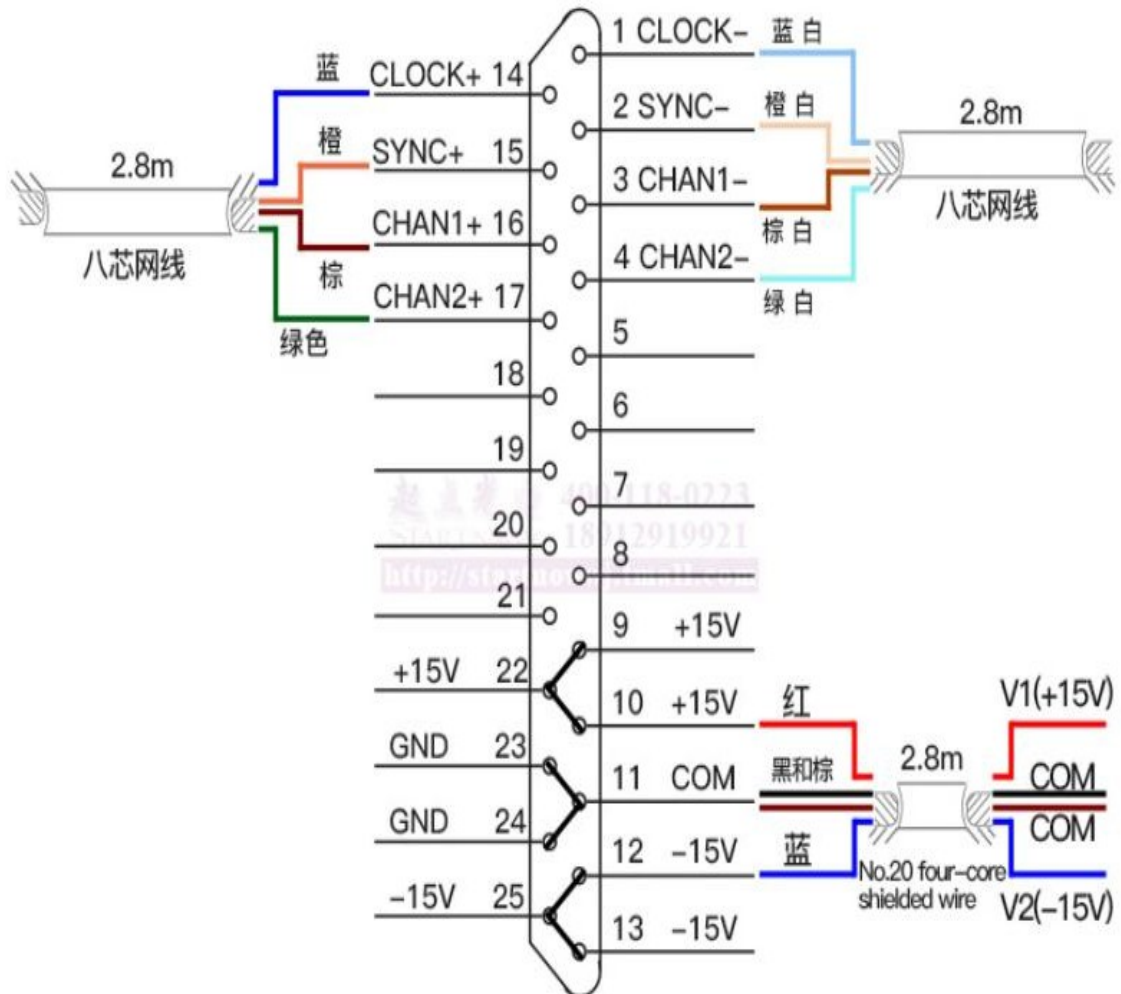 1 CLOCK− 蓝白
蓝 CLOCK+ 14
2 SYNC− 橙白
2.8m
橙 SYNC+ 15
2.8m
3 CHAN1−
八芯网线
棕白
CHAN1+ 16
八芯网线
棕
4 CHAN2−
CHAN2+ 17
绿白
绿色
5
18
6
19
7
400-118-0223
20
18912919921
8
21
9 +15V
+15V 22
10 +15V 红 V1(+15V)
GND 23
11 COM 黑和棕 2.8m COM
GND 24
COM
12 −15V 蓝
No.20 four-core
shielded wire
−15V 25
V2(−15V)
13 −15V